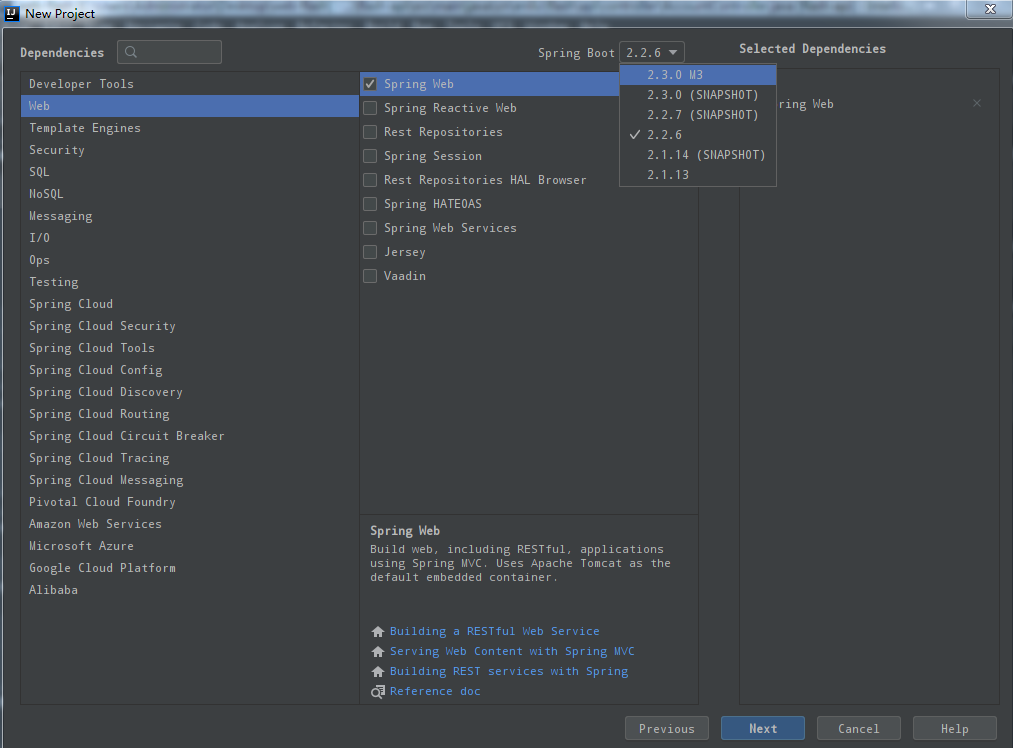 IJ New Project
Dependencies
Spring Boot 2.2.6
Selected Dependencies
Developer Tools
Web
Template Engines
Security
SQL
NoSQL
Messaging
I/O
Ops
Testing
Spring Cloud
Spring Cloud Security
Spring Cloud Tools
Spring Cloud Config
Spring Cloud Discovery
Spring Cloud Routing
Spring Cloud Circuit Breaker
Spring Cloud Tracing
Spring Cloud Messaging
Pivotal Cloud Foundry
Amazon Web Services
Microsoft Azure
Google Cloud Platform
Alibaba
Spring Web
Spring Reactive Web
Rest Repositories
Spring Session
Rest Repositories HAL Browser
Spring HATEOAS
Spring Web Services
Jersey
Vaadin
2.3.0 M3
2.3.0 (SNAPSHOT)
2.2.7 (SNAPSHOT)
2.2.6
2.1.14 (SNAPSHOT)
2.1.13
ring Web
Spring Web
Build web, including RESTful, applications
using Spring MVC. Uses Apache Tomcat as the
default embedded container.
Building a RESTful Web Service
Serving Web Content with Spring MVC
Building REST services with Spring
Reference doc
Previous
Next
Cancel
Help